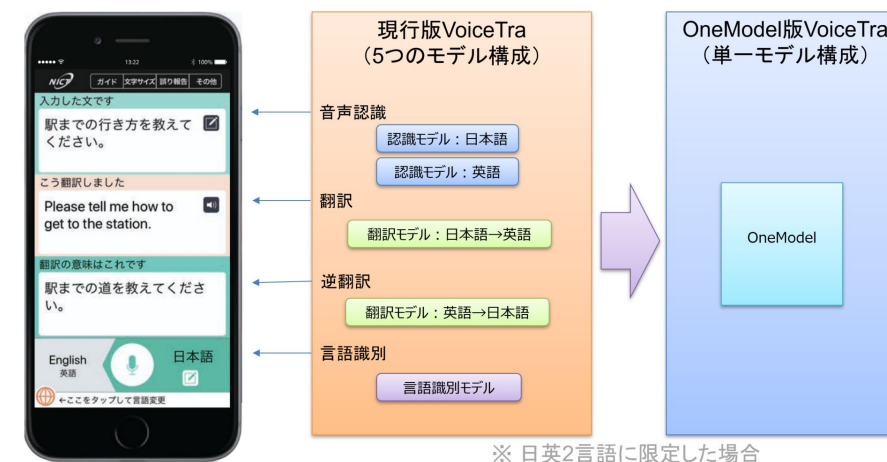 13:22
100%
NICT
ガイド 文字サイズ 誤り報告 その他
入力した文です
駅までの行き方を教えて
ください。
こう翻訳しました
Please tell me how to
get to the station.
翻訳の意味はこれです
駅までの道を教えてくださ
い。
English
英語
日本語
←ここをタップして言語変更
現行版VoiceTra
（5つのモデル構成）
音声認識
認識モデル：日本語
認識モデル：英語
翻訳
翻訳モデル：日本語→英語
逆翻訳
翻訳モデル：英語→日本語
言語識別
言語識別モデル
OneModel版VoiceTra
（単一モデル構成）
OneModel
※ 日英2言語に限定した場合